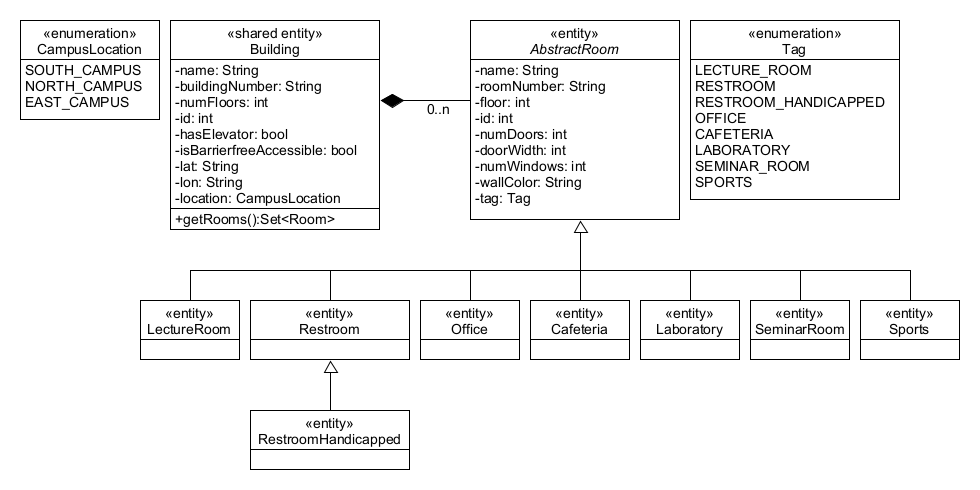 «enumeration»
CampusLocation
SOUTH_CAMPUS
NORTH_CAMPUS
EAST_CAMPUS
«shared entity»
Building
-name: String
-buildingNumber: String
-numFloors: int
-id: int
-hasElevator: bool
-isBarrierfreeAccessible: bool
-lat: String
-lon: String
-location: CampusLocation
+getRooms():Set<Room>
0..n
«entity»
AbstractRoom
-name: String
-roomNumber: String
-floor: int
-id: int
-numDoors: int
-doorWidth: int
-numWindows: int
-wallColor: String
-tag: Tag
«enumeration»
Tag
LECTURE_ROOM
RESTROOM
RESTROOM_HANDICAPPED
OFFICE
CAFETERIA
LABORATORY
SEMINAR_ROOM
SPORTS
«entity»
LectureRoom
«entity»
Restroom
«entity»
Office
«entity»
Cafeteria
«entity»
Laboratory
«entity»
SeminarRoom
«entity»
Sports
«entity»
RestroomHandicapped